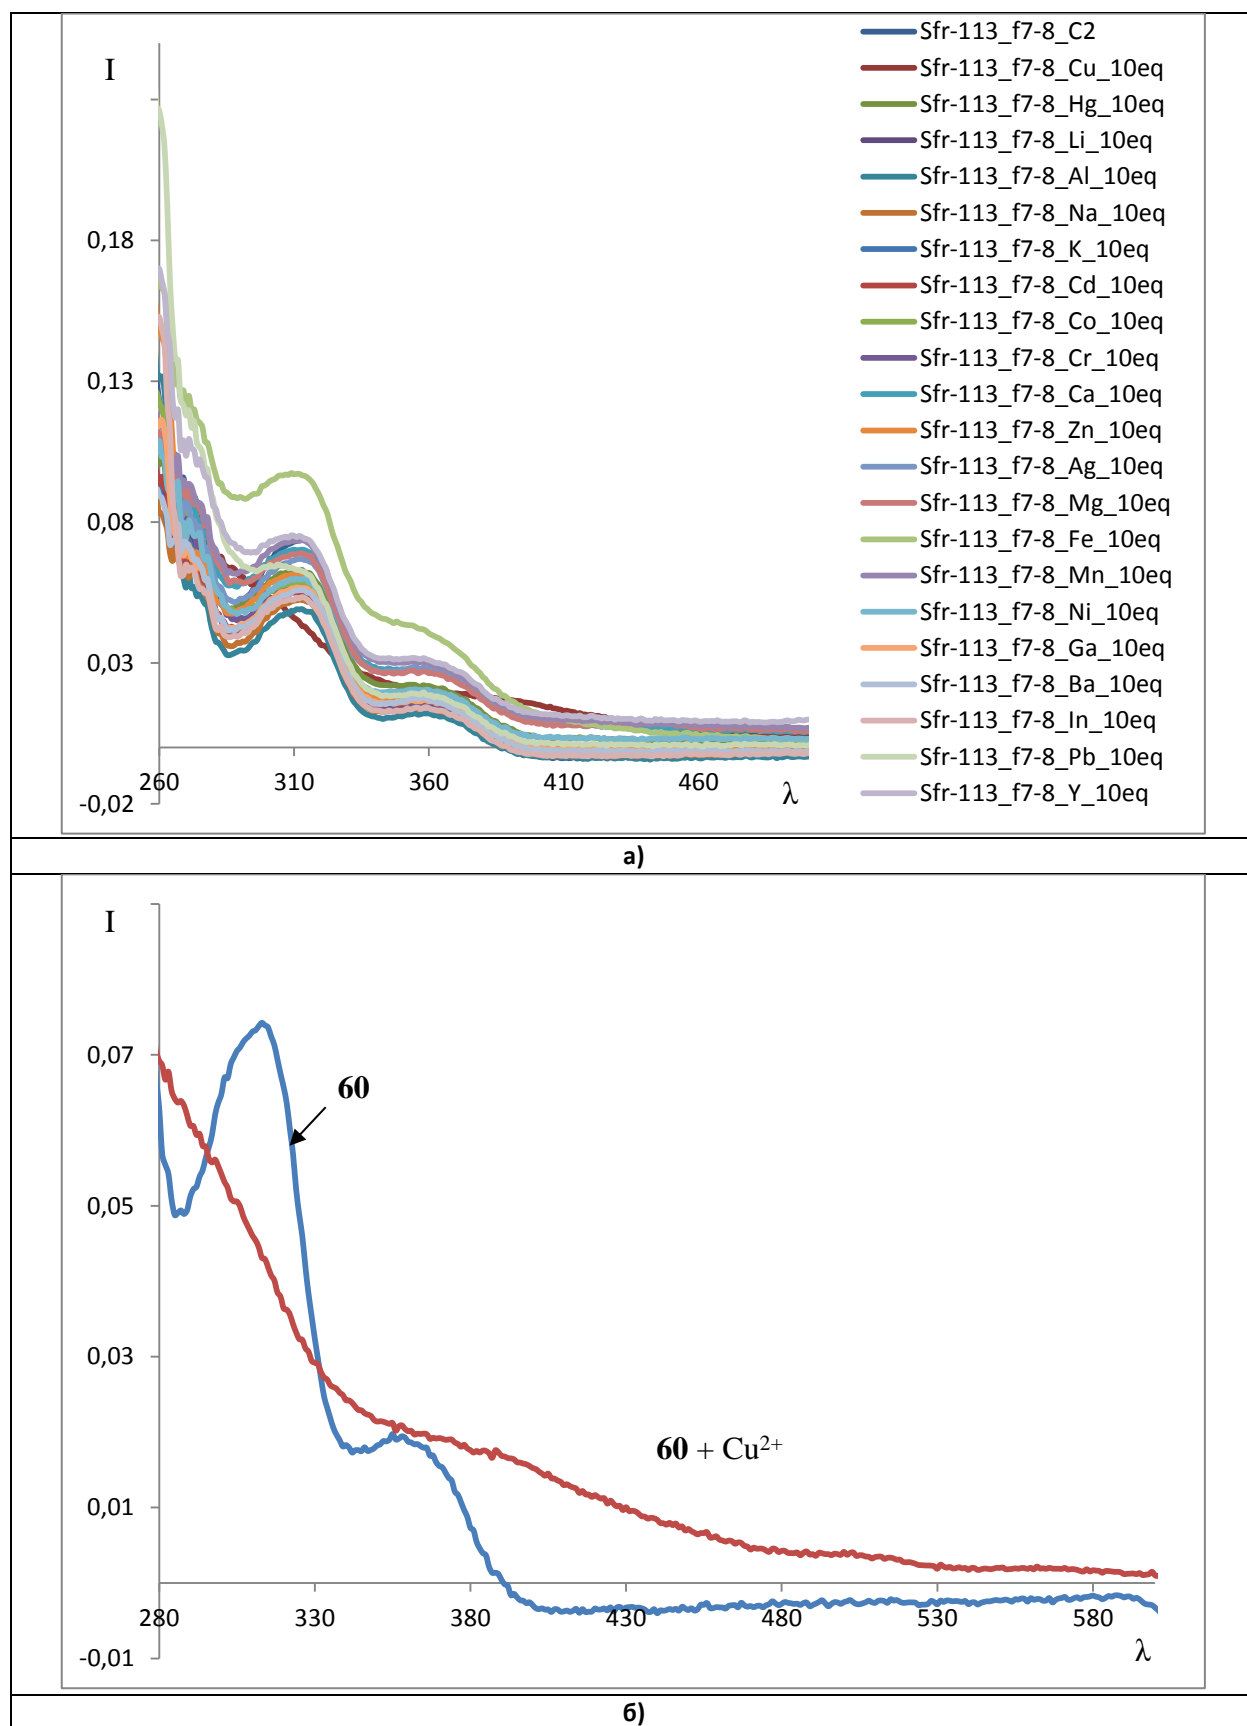 I
0,18
0,13
0,08
0,03
-0,02
260 310 360 410 460
λ
Sfr-113_f7-8_C2
Sfr-113_f7-8_Cu_10eq
Sfr-113_f7-8_Hg_10eq
Sfr-113_f7-8_Li_10eq
Sfr-113_f7-8_Al_10eq
Sfr-113_f7-8_Na_10eq
Sfr-113_f7-8_K_10eq
Sfr-113_f7-8_Cd_10eq
Sfr-113_f7-8_Co_10eq
Sfr-113_f7-8_Cr_10eq
Sfr-113_f7-8_Ca_10eq
Sfr-113_f7-8_Zn_10eq
Sfr-113_f7-8_Ag_10eq
Sfr-113_f7-8_Mg_10eq
Sfr-113_f7-8_Fe_10eq
Sfr-113_f7-8_Mn_10eq
Sfr-113_f7-8_Ni_10eq
Sfr-113_f7-8_Ga_10eq
Sfr-113_f7-8_Ba_10eq
Sfr-113_f7-8_In_10eq
Sfr-113_f7-8_Pb_10eq
Sfr-113_f7-8_Y_10eq
а)
I
0,07
0,05
0,03
0,01
-0,01
60
60 + Cu²⁺
280 330 380 430 480 530 580
λ
б)